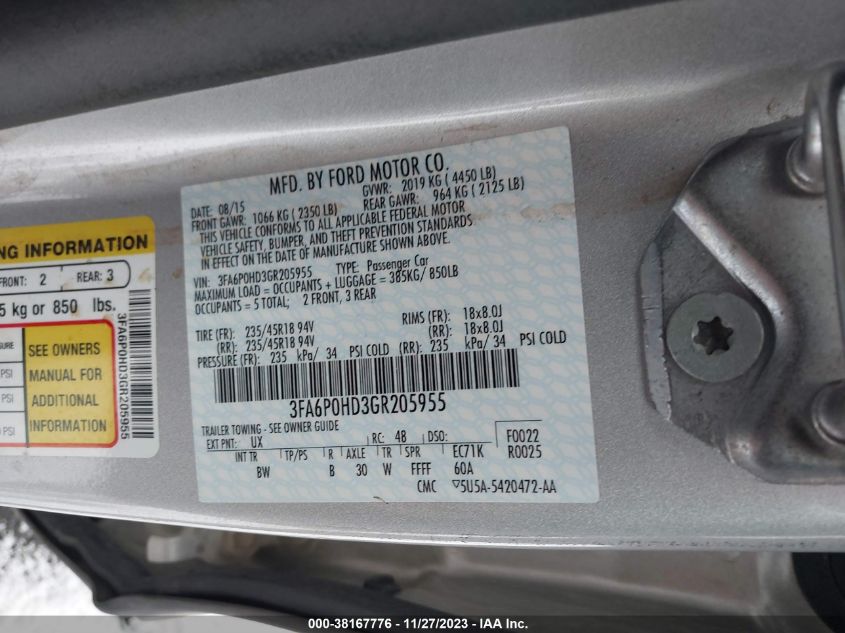 MFD. BY FORD MOTOR CO.
DATE: 08/15 GVWR: 2019 KG ( 4450 LB)
FRONT GAWR: 1066 KG ( 2350 LB) REAR GAWR: 964 KG ( 2125 LB)
THIS VEHICLE CONFORMS TO ALL APPLICABLE FEDERAL MOTOR
VEHICLE SAFETY, BUMPER, AND THEFT PREVENTION STANDARDS
IN EFFECT ON THE DATE OF MANUFACTURE SHOWN ABOVE.
VIN: 3FA6P0HD3GR205955 TYPE: Passenger Car
MAXIMUM LOAD = OCCUPANTS + LUGGAGE = 385KG/ 850LB
OCCUPANTS = 5 TOTAL; 2 FRONT, 3 REAR
TIRE (FR): 235/45R18 94V RIMS (FR): 18x8.0J
(RR): 235/45R18 94V (RR): 18x8.0J
PRESSURE (FR): 235 kPa/ 34 PSI COLD (RR): 235 kPa/ 34 PSI COLD
3FA6P0HD3GR205955
TRAILER TOWING - SEE OWNER GUIDE
EXT PNT: UX RC: 48 DSO: F0022
INT TR TP/PS R AXLE TR SPR EC71K R0025
BW B 30 W FFFF 60A
CMC ▽5U5A-5420472-AA
NG INFORMATION
FRONT: 2 REAR: 3
5 kg or 850 lbs.
SURE
PSI
PSI
PSI
SEE OWNERS
MANUAL FOR
ADDITIONAL
INFORMATION
3FA6P0HD3GR205955
000-38167776 - 11/27/2023 - IAA Inc.